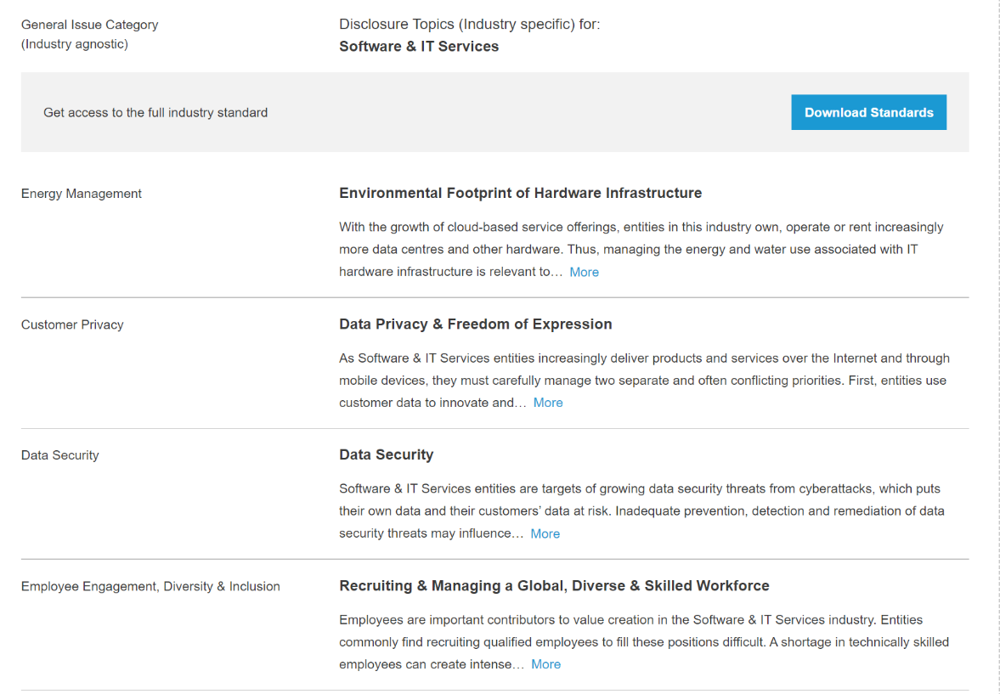 General Issue Category
(Industry agnostic)
Disclosure Topics (Industry specific) for:
Software & IT Services
Get access to the full industry standard
Download Standards
Energy Management
Environmental Footprint of Hardware Infrastructure
With the growth of cloud-based service offerings, entities in this industry own, operate or rent increasingly
more data centres and other hardware. Thus, managing the energy and water use associated with IT
hardware infrastructure is relevant to… More
Customer Privacy
Data Privacy & Freedom of Expression
As Software & IT Services entities increasingly deliver products and services over the Internet and through
mobile devices, they must carefully manage two separate and often conflicting priorities. First, entities use
customer data to innovate and… More
Data Security
Data Security
Software & IT Services entities are targets of growing data security threats from cyberattacks, which puts
their own data and their customers’ data at risk. Inadequate prevention, detection and remediation of data
security threats may influence… More
Employee Engagement, Diversity & Inclusion
Recruiting & Managing a Global, Diverse & Skilled Workforce
Employees are important contributors to value creation in the Software & IT Services industry. Entities
commonly find recruiting qualified employees to fill these positions difficult. A shortage in technically skilled
employees can create intense… More